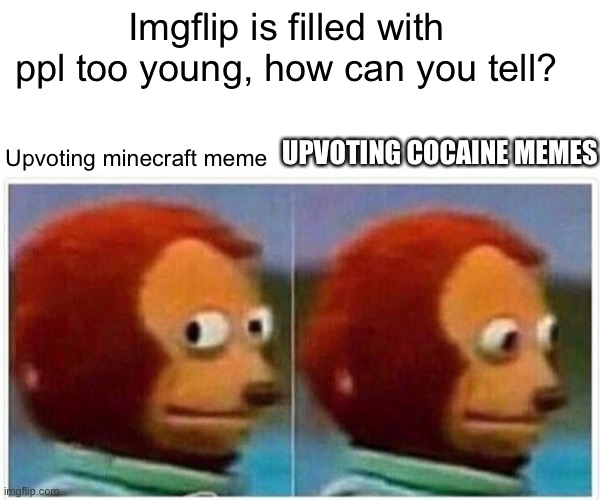 Imgflip is filled with
ppl too young, how can you tell?
Upvoting minecraft meme UPVOTING COCAINE MEMES
imgflip.com